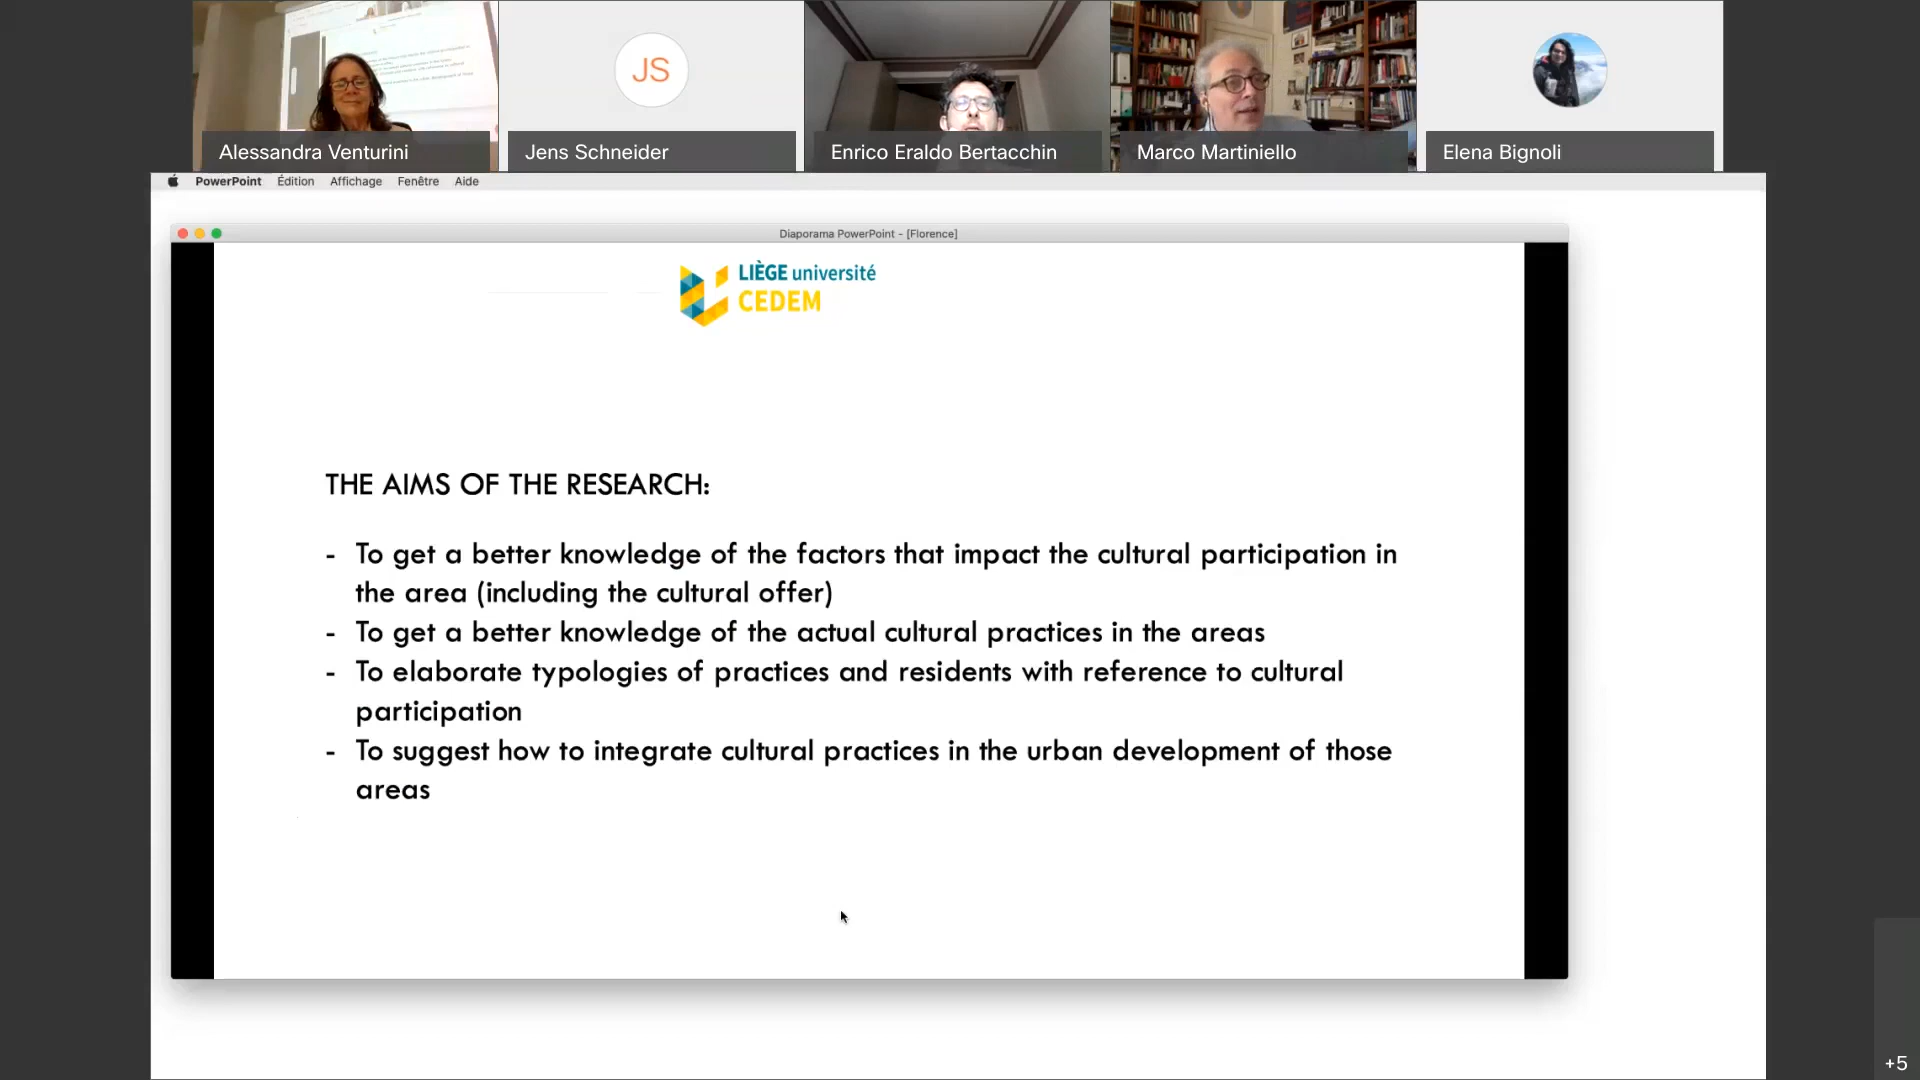 JS
Alessandra Venturini
Jens Schneider
Enrico Eraldo Bertacchin
Marco Martiniello
Elena Bignoli
PowerPoint Édition Affichage Fenêtre Aide
Diaporama PowerPoint - [Florence]
LIÈGE université
CEDEM
THE AIMS OF THE RESEARCH:
- To get a better knowledge of the factors that impact the cultural participation in
the area (including the cultural offer)
- To get a better knowledge of the actual cultural practices in the areas
- To elaborate typologies of practices and residents with reference to cultural
participation
- To suggest how to integrate cultural practices in the urban development of those
areas
+5